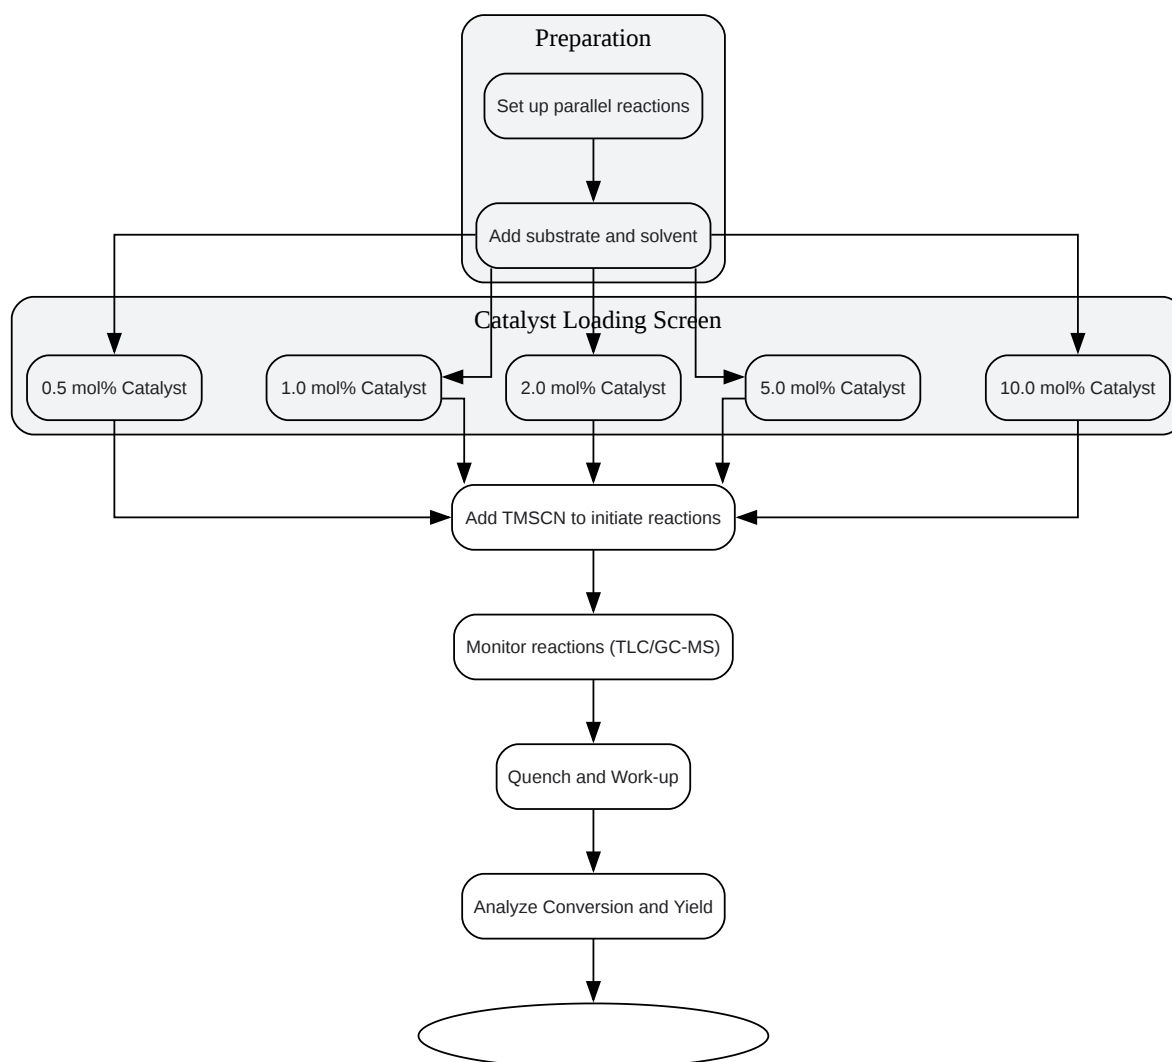 Preparation
Set up parallel reactions
Add substrate and solvent
Catalyst Loading Screen
0.5 mol% Catalyst
1.0 mol% Catalyst
2.0 mol% Catalyst
5.0 mol% Catalyst
10.0 mol% Catalyst
Add TMSCN to initiate reactions
Monitor reactions (TLC/GC-MS)
Quench and Work-up
Analyze Conversion and Yield